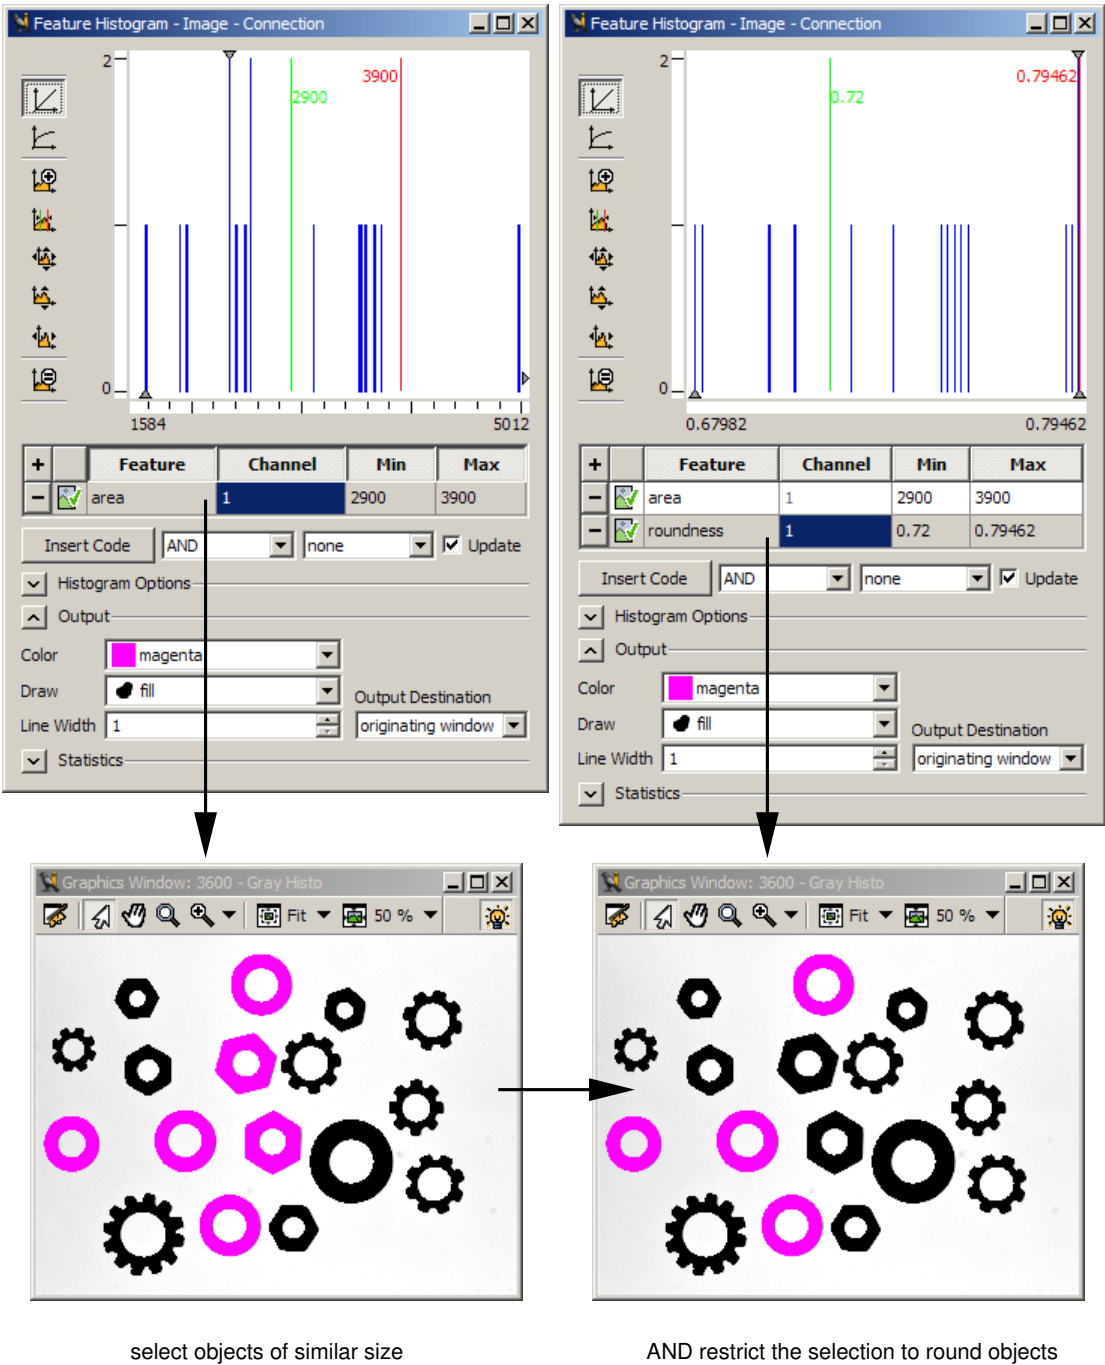 Feature Histogram - Image - Connection
2
3900
2900
0
1584
5012
+ Feature Channel Min Max
− area 1 2900 3900
Insert Code AND none Update
Histogram Options
Output
Color magenta
Draw fill
Output Destination
Line Width 1 originating window
Statistics
Feature Histogram - Image - Connection
2
0.79462
0.72
0
0.67982
0.79462
+ Feature Channel Min Max
− area 1 2900 3900
− roundness 1 0.72 0.79462
Insert Code AND none Update
Histogram Options
Output
Color magenta
Draw fill
Output Destination
Line Width 1 originating window
Statistics
Graphics Window: 3600 - Gray Histo
Fit 50 %
Graphics Window: 3600 - Gray Histo
Fit 50 %
select objects of similar size
AND restrict the selection to round objects